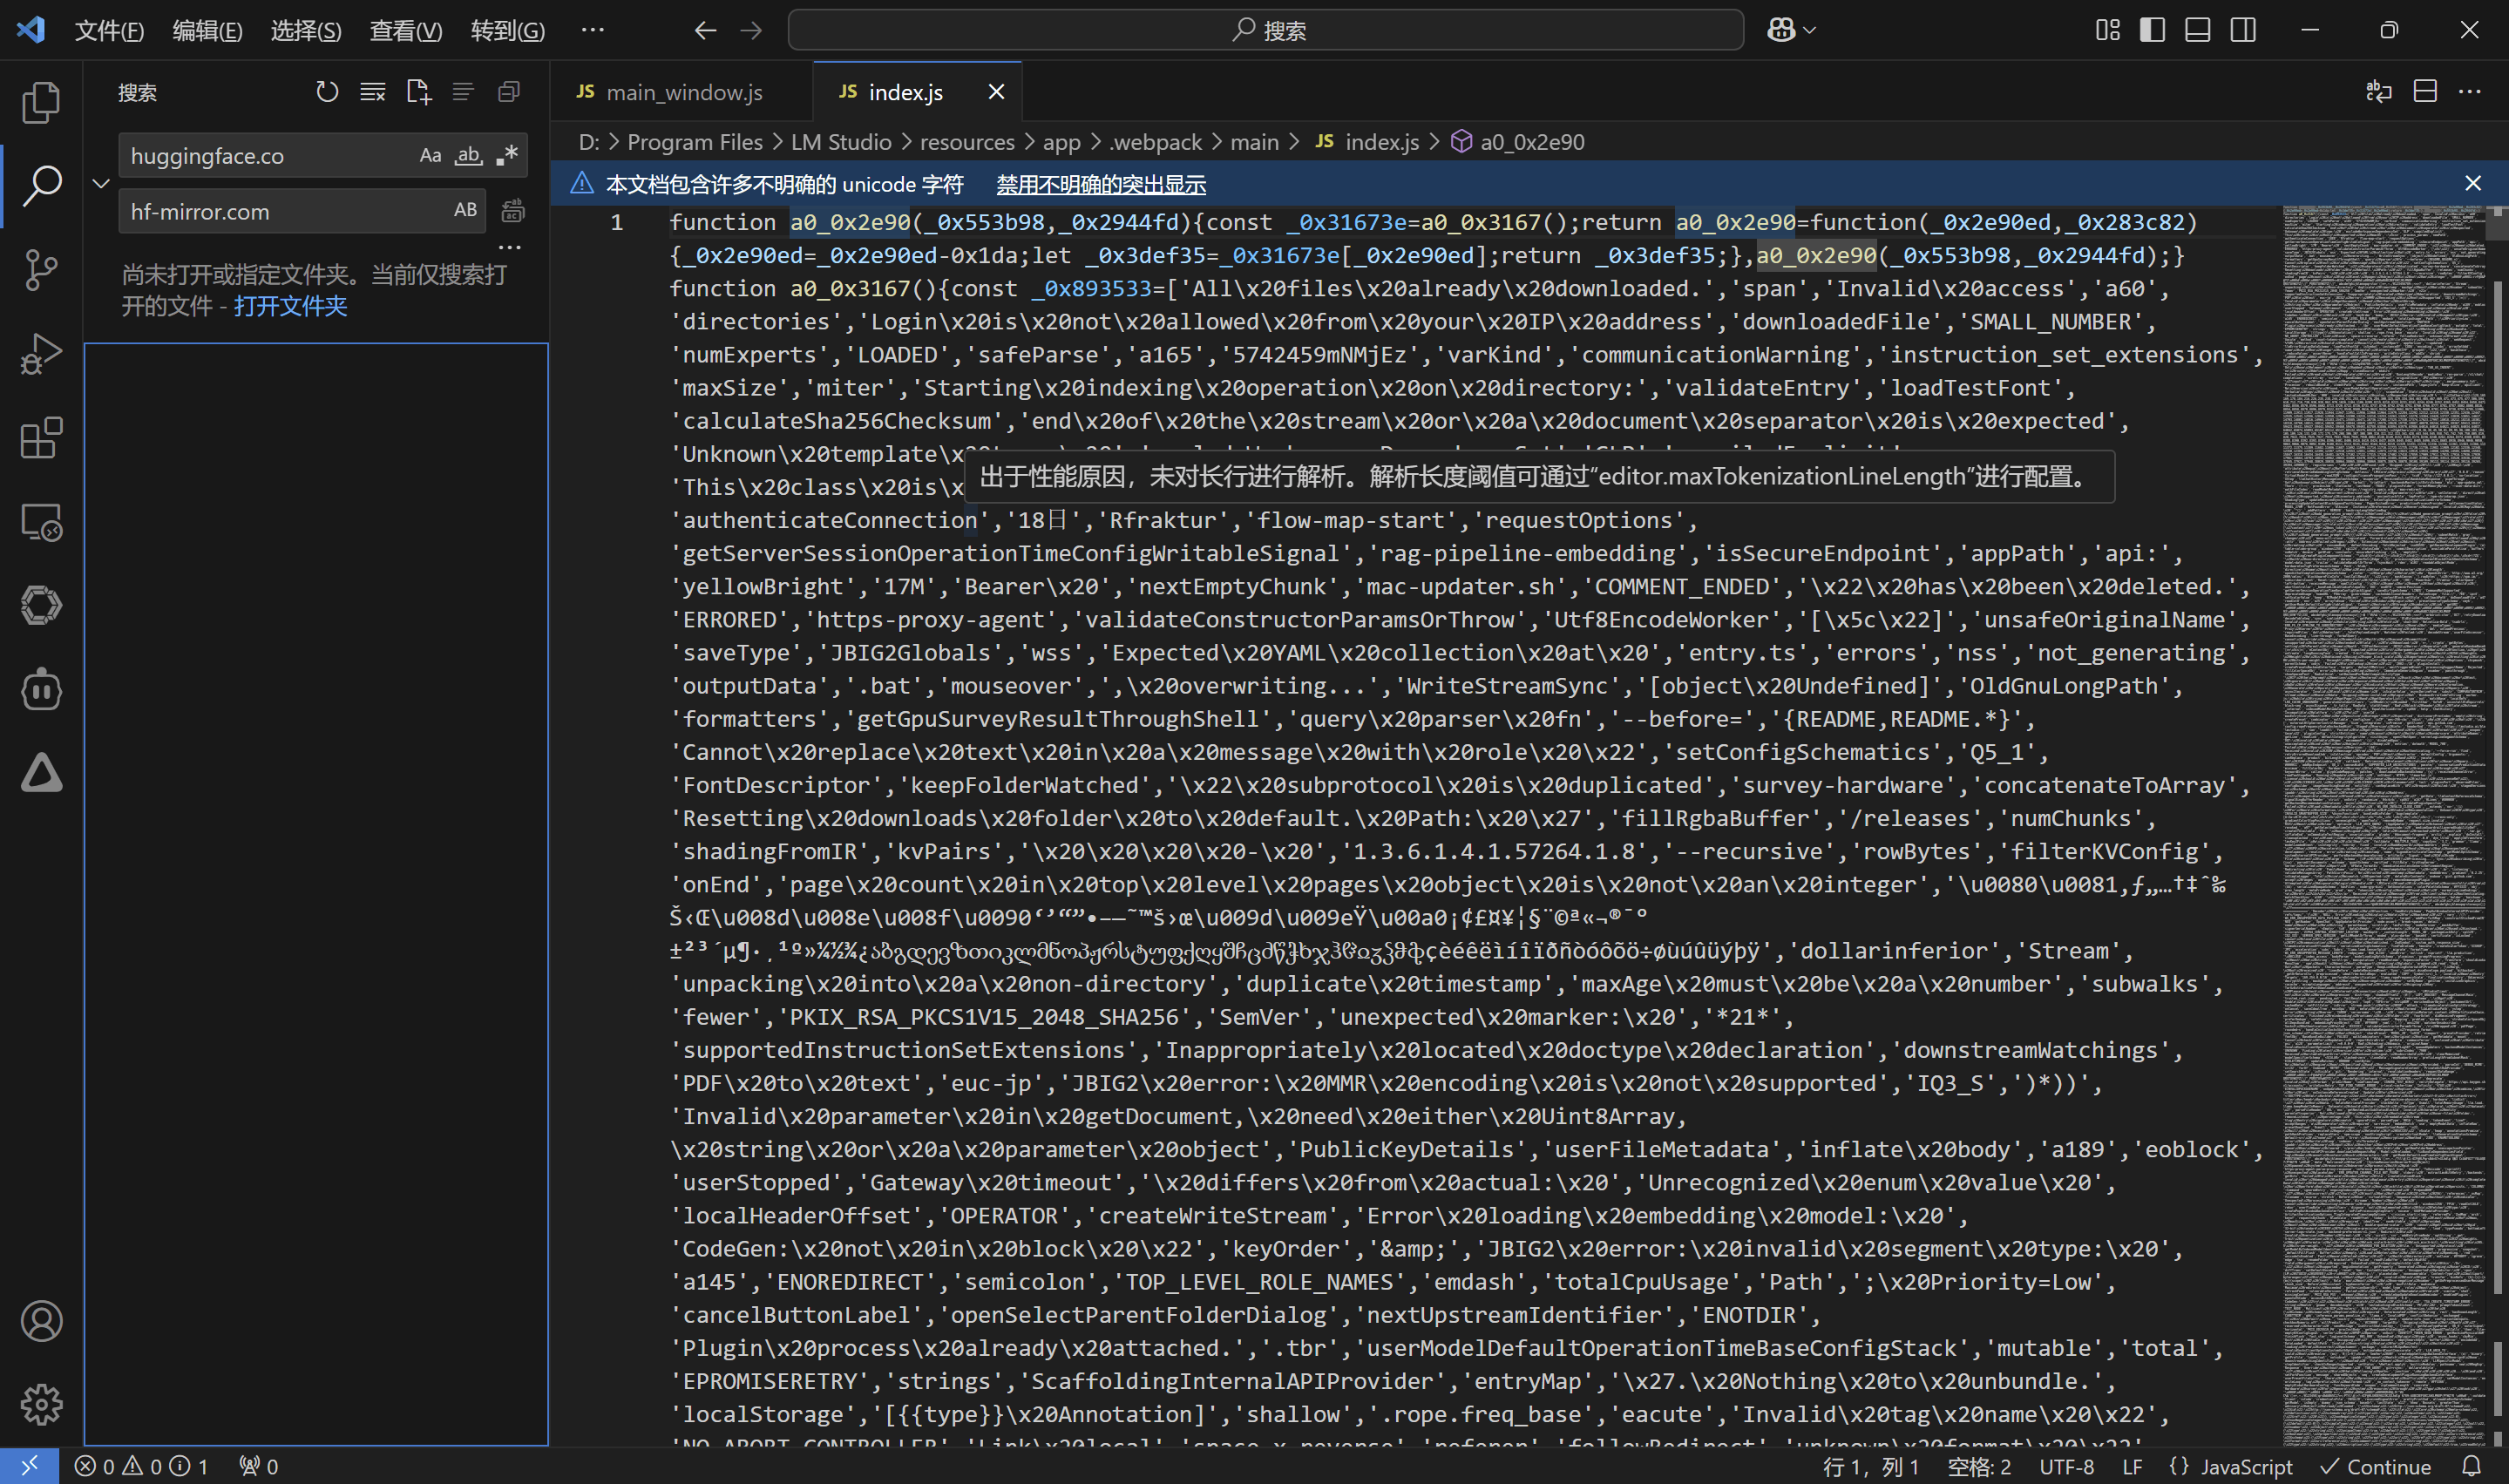 文件(F) 编辑(E) 选择(S) 查看(V) 转到(G) ··· 搜索
搜索
huggingface.co Aa ab
hf-mirror.com AB
尚未打开或指定文件夹。当前仅搜索打
开的文件 - 打开文件夹
JS main_window.js JS index.js
D: > Program Files > LM Studio > resources > app > .webpack > main > JS index.js > a0_0x2e90
本文档包含许多不明确的 unicode 字符 禁用不明确的突出显示
1 function a0_0x2e90(_0x553b98,_0x2944fd){const _0x31673e=a0_0x3167();return a0_0x2e90=function(_0x2e90ed,_0x283c82)
{_0x2e90ed=_0x2e90ed-0x1da;let _0x3def35=_0x31673e[_0x2e90ed];return _0x3def35;},a0_0x2e90(_0x553b98,_0x2944fd);}
function a0_0x3167(){const _0x893533=['All\x20files\x20already\x20downloaded.','span','Invalid\x20access','a60',
'directories','Login\x20is\x20not\x20allowed\x20from\x20your\x20IP\x20address','downloadedFile','SMALL_NUMBER',
'numExperts','LOADED','safeParse','a165','5742459mNMjEz','varKind','communicationWarning','instruction_set_extensions',
'maxSize','miter','Starting\x20indexing\x20operation\x20on\x20directory:','validateEntry','loadTestFont',
'calculateSha256Checksum','end\x20of\x20the\x20stream\x20or\x20a\x20document\x20separator\x20is\x20expected',
'Unknown\x20template\x20
'This\x20class\x20is\x
出于性能原因，未对长行进行解析。解析长度阈值可通过“editor.maxTokenizationLineLength”进行配置。
'authenticateConnection','18日','Rfraktur','flow-map-start','requestOptions',
'getServerSessionOperationTimeConfigWritableSignal','rag-pipeline-embedding','isSecureEndpoint','appPath','api:',
'yellowBright','17M','Bearer\x20','nextEmptyChunk','mac-updater.sh','COMMENT_ENDED','\x22\x20has\x20been\x20deleted.',
'ERRORED','https-proxy-agent','validateConstructorParamsOrThrow','Utf8EncodeWorker','[\x5c\x22]','unsafeOriginalName',
'saveType','JBIG2Globals','wss','Expected\x20YAML\x20collection\x20at\x20','entry.ts','errors','nss','not_generating',
'outputData','.bat','mouseover',',\x20overwriting...','WriteStreamSync','[object\x20Undefined]','OldGnuLongPath',
'formatters','getGpuSurveyResultThroughShell','query\x20parser\x20fn','--before=','{README,README.*}',
'Cannot\x20replace\x20text\x20in\x20a\x20message\x20with\x20role\x20\x22','setConfigSchematics','Q5_1',
'FontDescriptor','keepFolderWatched','\x22\x20subprotocol\x20is\x20duplicated','survey-hardware','concatenateToArray',
'Resetting\x20downloads\x20folder\x20to\x20default.\x20Path:\x20\x27','fillRgbaBuffer','/releases','numChunks',
'shadingFromIR','kvPairs','\x20\x20\x20\x20-\x20','1.3.6.1.4.1.57264.1.8','--recursive','rowBytes','filterKVConfig',
'onEnd','page\x20count\x20in\x20top\x20level\x20pages\x20object\x20is\x20not\x20an\x20integer','\u0080\u0081‚ƒ„…†‡ˆ‰
Š‹Œ\u008d\u008e\u008f\u0090‘’“”•–—˜™š›œ\u009d\u009eŸ\u00a0¡¢£¤¥¦§¨©ª«¬®¯°
±²³´µ¶·¸¹º»¼½¾¿აბგდევზთიკლმნოპჟრსტუფქღყშჩცძწჭხჯჰჱჲჳჴჵჶçèéêëìíîïðñòóôõö÷øùúûüýþÿ','dollarinferior','Stream',
'unpacking\x20into\x20a\x20non-directory','duplicate\x20timestamp','maxAge\x20must\x20be\x20a\x20number','subwalks',
'fewer','PKIX_RSA_PKCS1V15_2048_SHA256','SemVer','unexpected\x20marker:\x20','*21*',
'supportedInstructionSetExtensions','Inappropriately\x20located\x20doctype\x20declaration','downstreamWatchings',
'PDF\x20to\x20text','euc-jp','JBIG2\x20error:\x20MMR\x20encoding\x20is\x20not\x20supported','IQ3_S',')*))',
'Invalid\x20parameter\x20in\x20getDocument,\x20need\x20either\x20Uint8Array,
\x20string\x20or\x20a\x20parameter\x20object','PublicKeyDetails','userFileMetadata','inflate\x20body','a189','eoblock',
'userStopped','Gateway\x20timeout','\x20differs\x20from\x20actual:\x20','Unrecognized\x20enum\x20value\x20',
'localHeaderOffset','OPERATOR','createWriteStream','Error\x20loading\x20embedding\x20model:\x20',
'CodeGen:\x20not\x20in\x20block\x20\x22','keyOrder','&amp;','JBIG2\x20error:\x20invalid\x20segment\x20type:\x20',
'a145','ENOREDIRECT','semicolon','TOP_LEVEL_ROLE_NAMES','emdash','totalCpuUsage','Path',';\x20Priority=Low',
'cancelButtonLabel','openSelectParentFolderDialog','nextUpstreamIdentifier','ENOTDIR',
'Plugin\x20process\x20already\x20attached.','.tbr','userModelDefaultOperationTimeBaseConfigStack','mutable','total',
'EPROMISERETRY','strings','ScaffoldingInternalAPIProvider','entryMap','\x27.\x20Nothing\x20to\x20unbundle.',
'localStorage','[{{type}}\x20Annotation]','shallow','.rope.freq_base','eacute','Invalid\x20tag\x20name\x20\x22',
0 0 1 0 行 1，列 1 空格: 2 UTF-8 LF {} JavaScript Continue